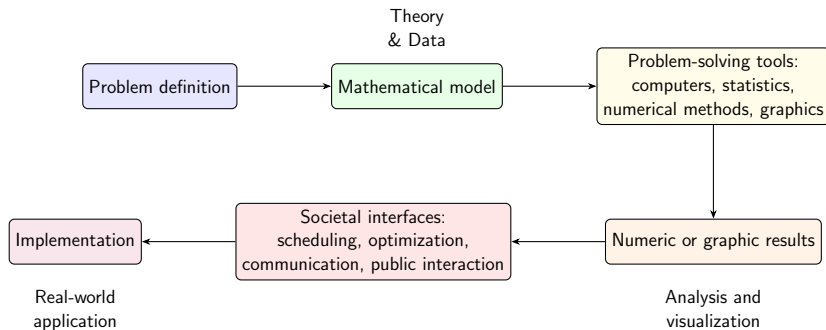 Theory
& Data
Problem definition
Mathematical model
Problem-solving tools:
computers, statistics,
numerical methods, graphics
Implementation
Societal interfaces:
scheduling, optimization,
communication, public interaction
Numeric or graphic results
Real-world
application
Analysis and
visualization